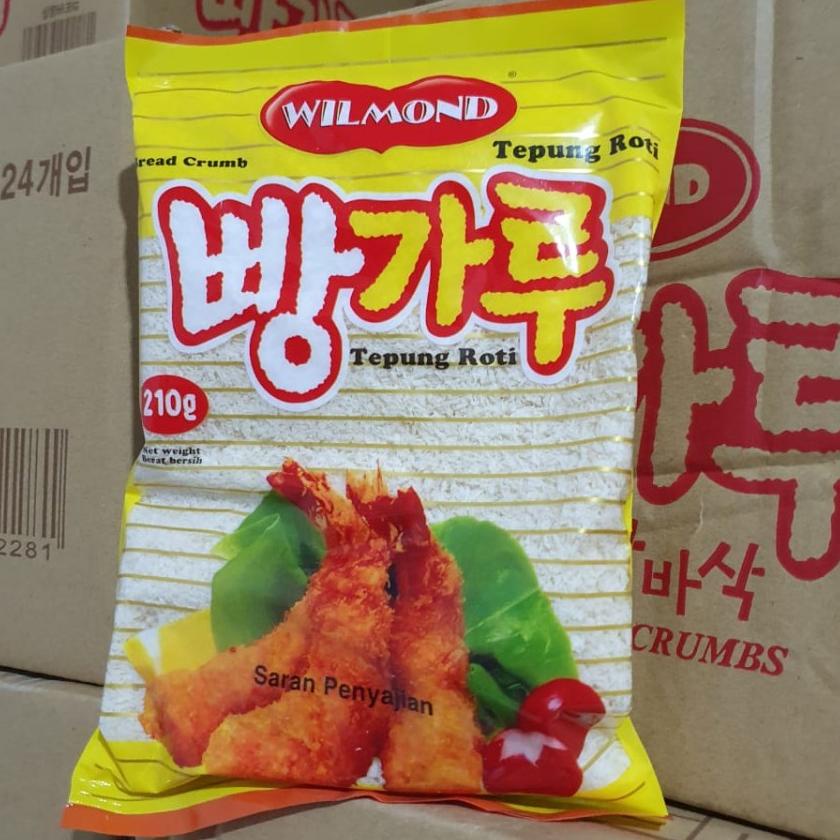 WILMOND
®
Bread Crumb
Tepung Roti
빵가루
Tepung Roti
210g
Net weight
Berat bersih
Saran Penyajian
24개입
2281
바삭
CRUMBS